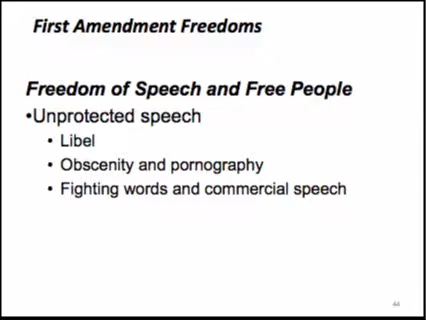 First Amendment Freedoms
Freedom of Speech and Free People
•Unprotected speech
• Libel
• Obscenity and pornography
• Fighting words and commercial speech
44